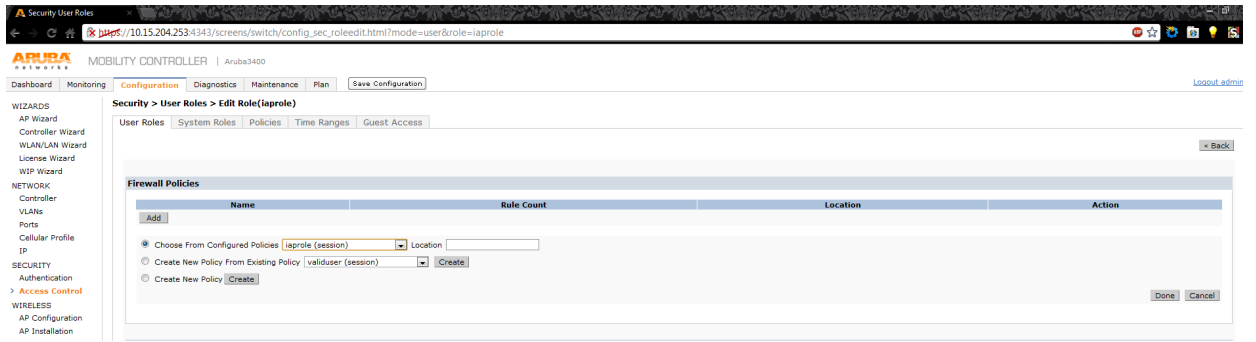 Security User Roles
https://10.15.204.253:4343/screens/switch/config_sec_roleedit.html?mode=user&role=iaprole
ARUBA networks MOBILITY CONTROLLER | Aruba3400
Dashboard Monitoring Configuration Diagnostics Maintenance Plan Save Configuration Logout admin
WIZARDS
AP Wizard
Controller Wizard
WLAN/LAN Wizard
License Wizard
WIP Wizard
NETWORK
Controller
VLANs
Ports
Cellular Profile
IP
SECURITY
Authentication
> Access Control
WIRELESS
AP Configuration
AP Installation
Security > User Roles > Edit Role(iaprole)
User Roles System Roles Policies Time Ranges Guest Access
« Back
Firewall Policies
Name Rule Count Location Action
Add
Choose From Configured Policies iaprole (session) Location
Create New Policy From Existing Policy validuser (session) Create
Create New Policy Create
Done Cancel